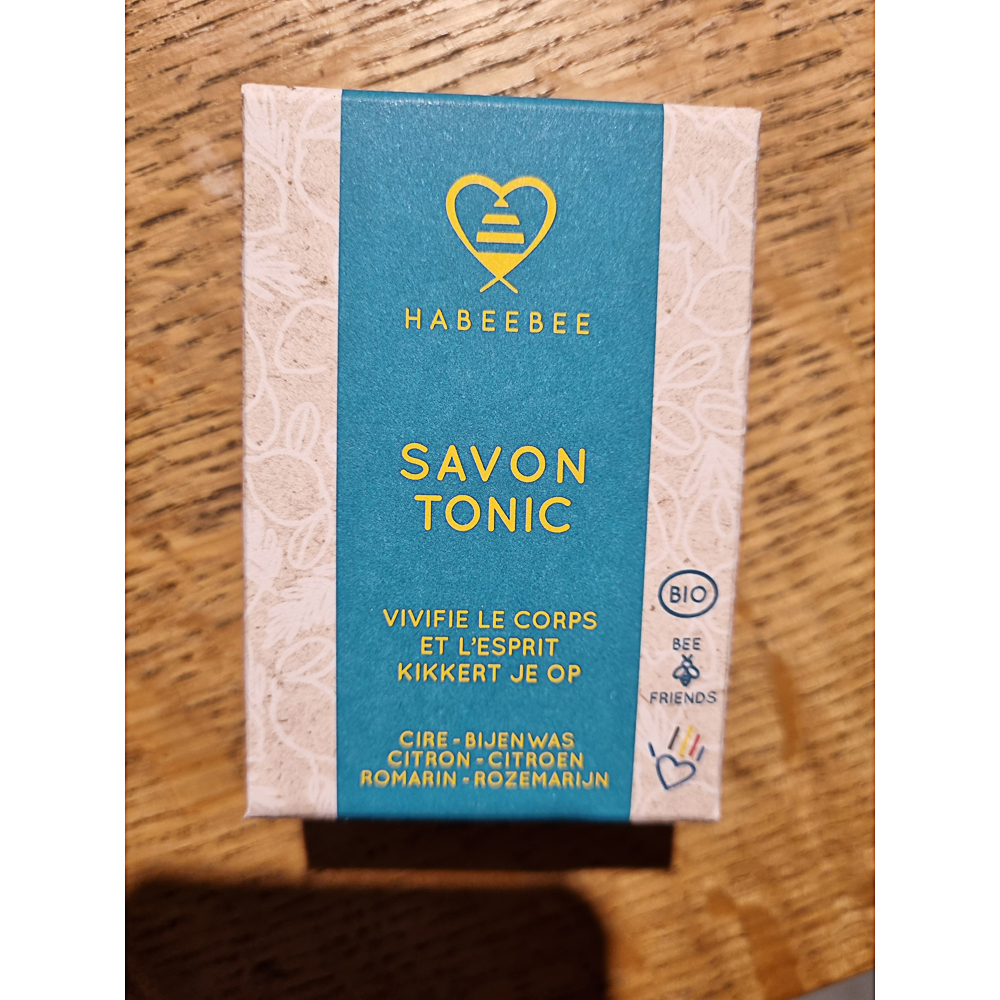 HABEEBEE
SAVON
TONIC
VIVIFIE LE CORPS
ET L'ESPRIT
KIKKERT JE OP
CIRE - BIJENWAS
CITRON - CITROEN
ROMARIN - ROZEMARIJN
BIO
BEE
FRIENDS